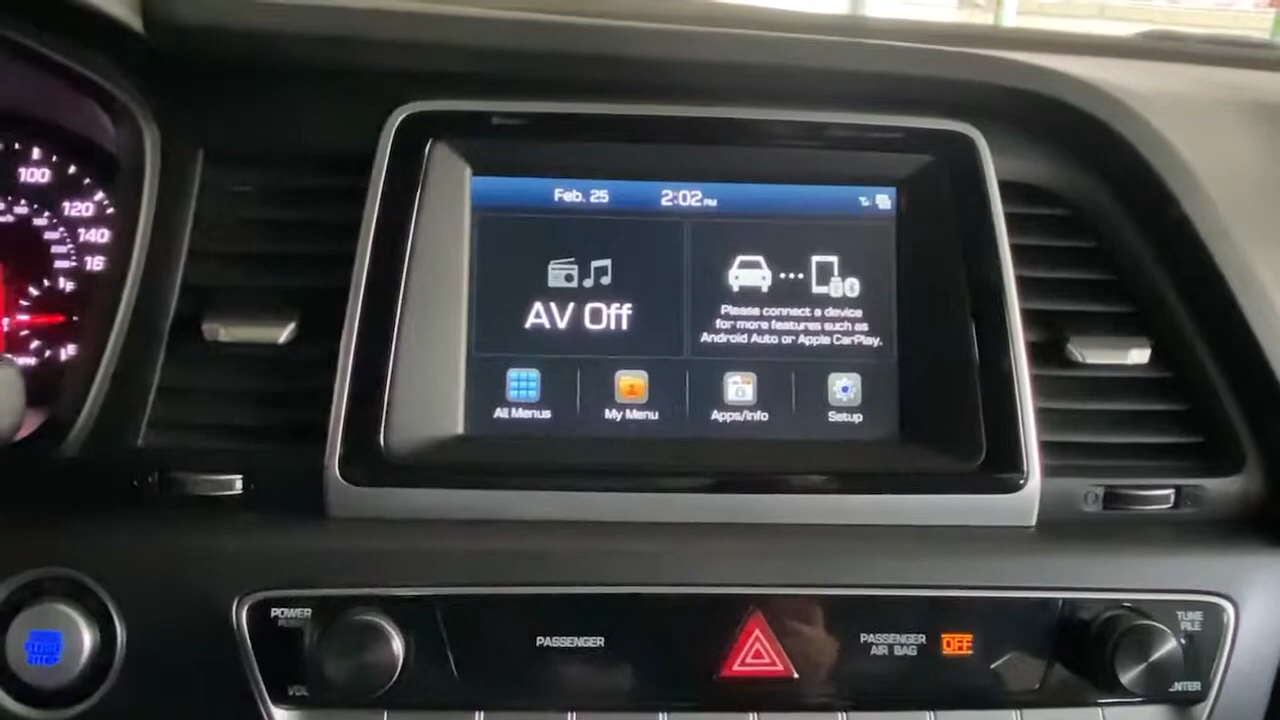 100
120
140
16
F
E
Feb. 25
2:02 PM
AV Off
Please connect a device
for more features such as
Android Auto or Apple CarPlay.
All Menus
My Menu
Apps/Info
Setup
POWER
VOL
PASSENGER
PASSENGER
AIR BAG
OFF
TUNE
FILE
ENTER